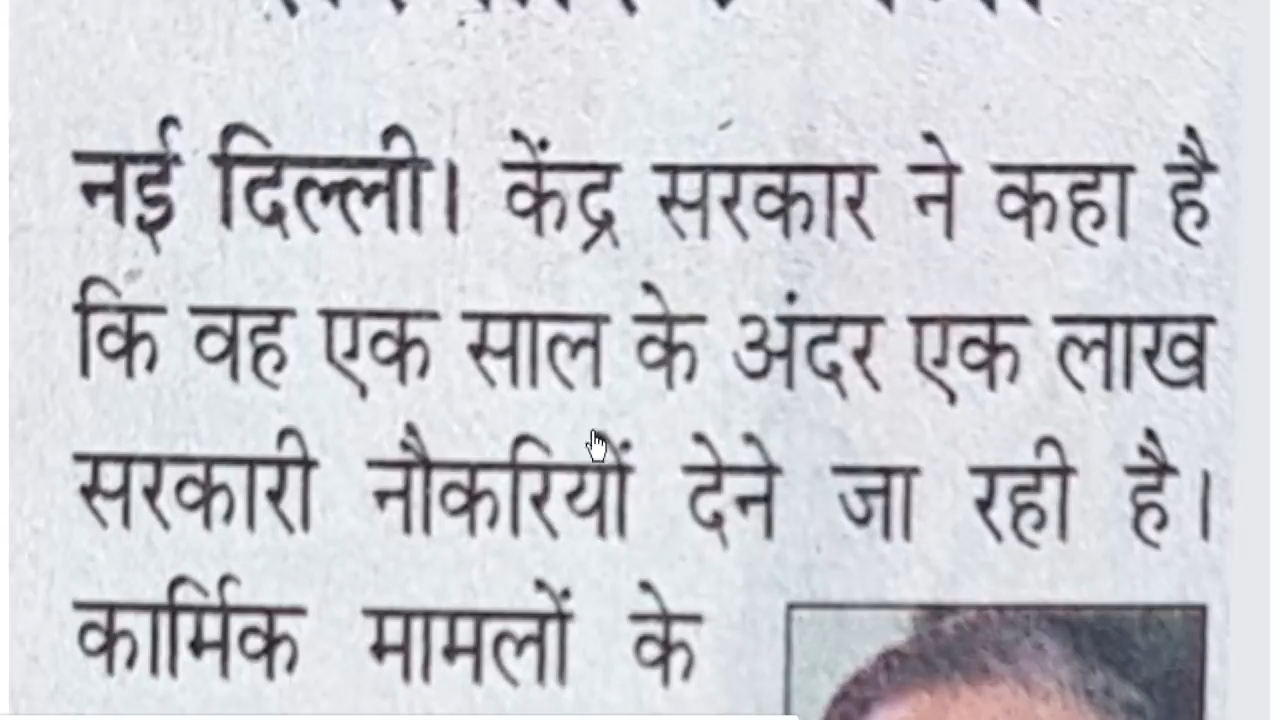 नई दिल्ली। केंद्र सरकार ने कहा है
कि वह एक साल के अंदर एक लाख
सरकारी नौकरियों देने जा रही है।
कार्मिक मामलों के